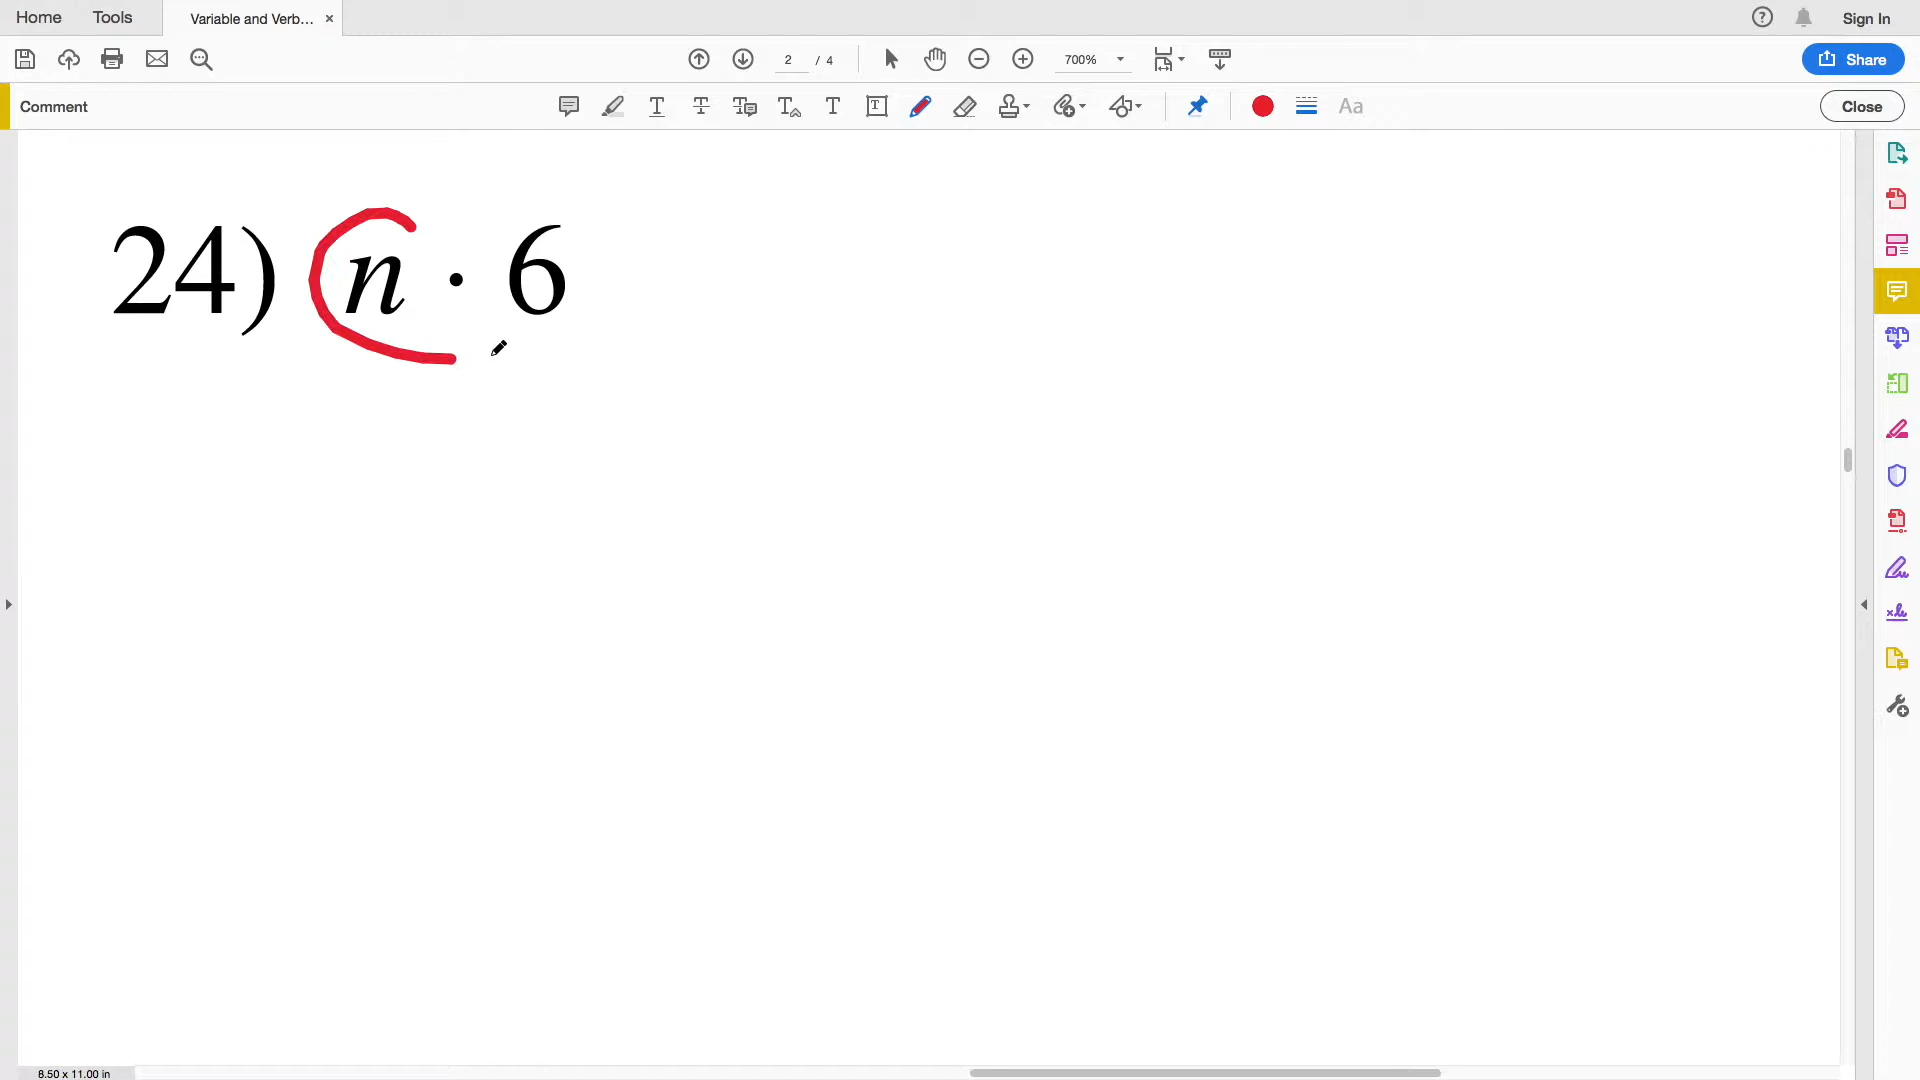 Home Tools Variable and Verb... × Sign In
2 / 4 700% Share
Comment Aa Close
24) n · 6
8.50 x 11.00 in